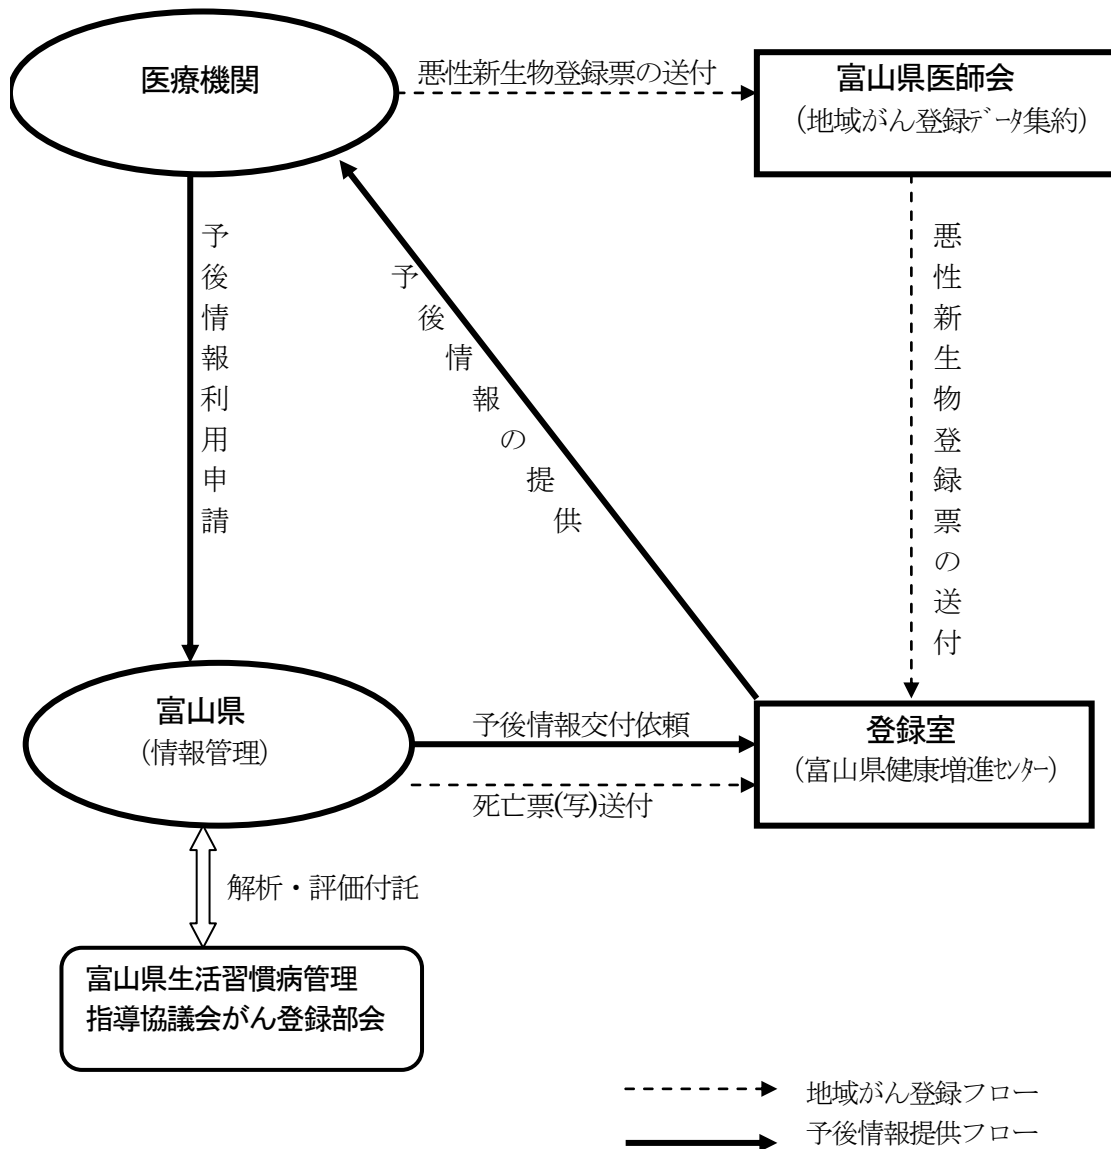 医療機関
悪性新生物登録票の送付
富山県医師会
(地域がん登録ﾃﾞｰﾀ集約)
予後情報利用申請
予後情報の提供
悪性新生物登録票の送付
富山県
(情報管理)
予後情報交付依頼
死亡票(写)送付
登録室
(富山県健康増進ｾﾝﾀｰ)
解析・評価付託
富山県生活習慣病管理
指導協議会がん登録部会
地域がん登録フロー
予後情報提供フロー